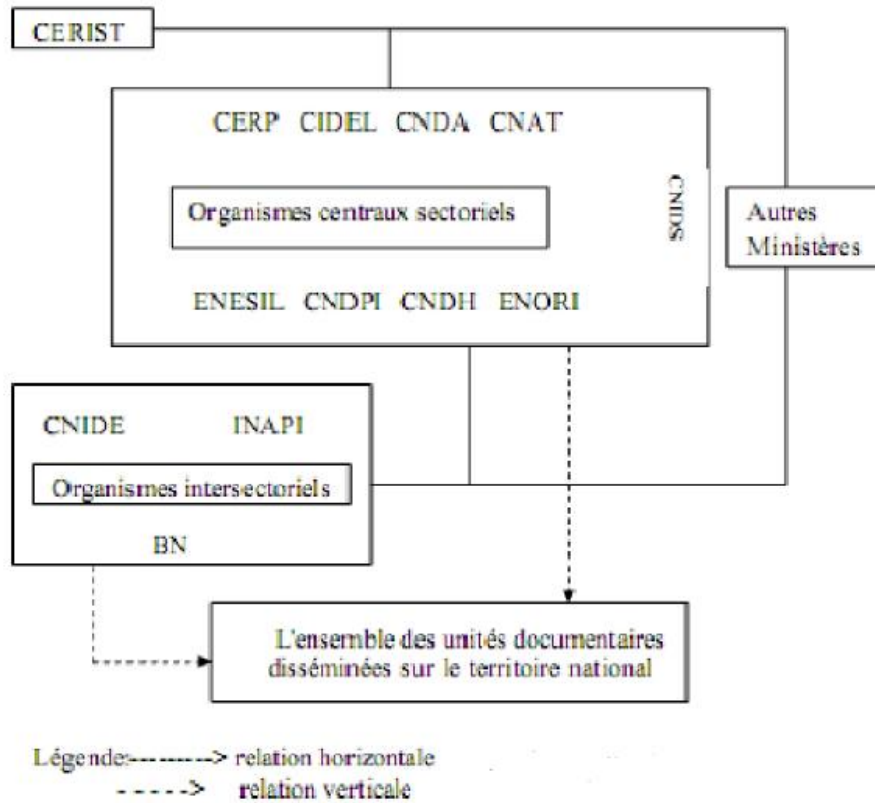 CERIST
CERP CIDEL CNDA CNAT
Organismes centraux sectoriels
CNIDS
Autres
Ministères
ENESIL CNDPI CNDH ENORI
CNIDE INAPI
Organismes intersectoriels
BN
L'ensemble des unités documentaires
disséminées sur le territoire national
Légende:---------> relation horizontale
-----> relation verticale